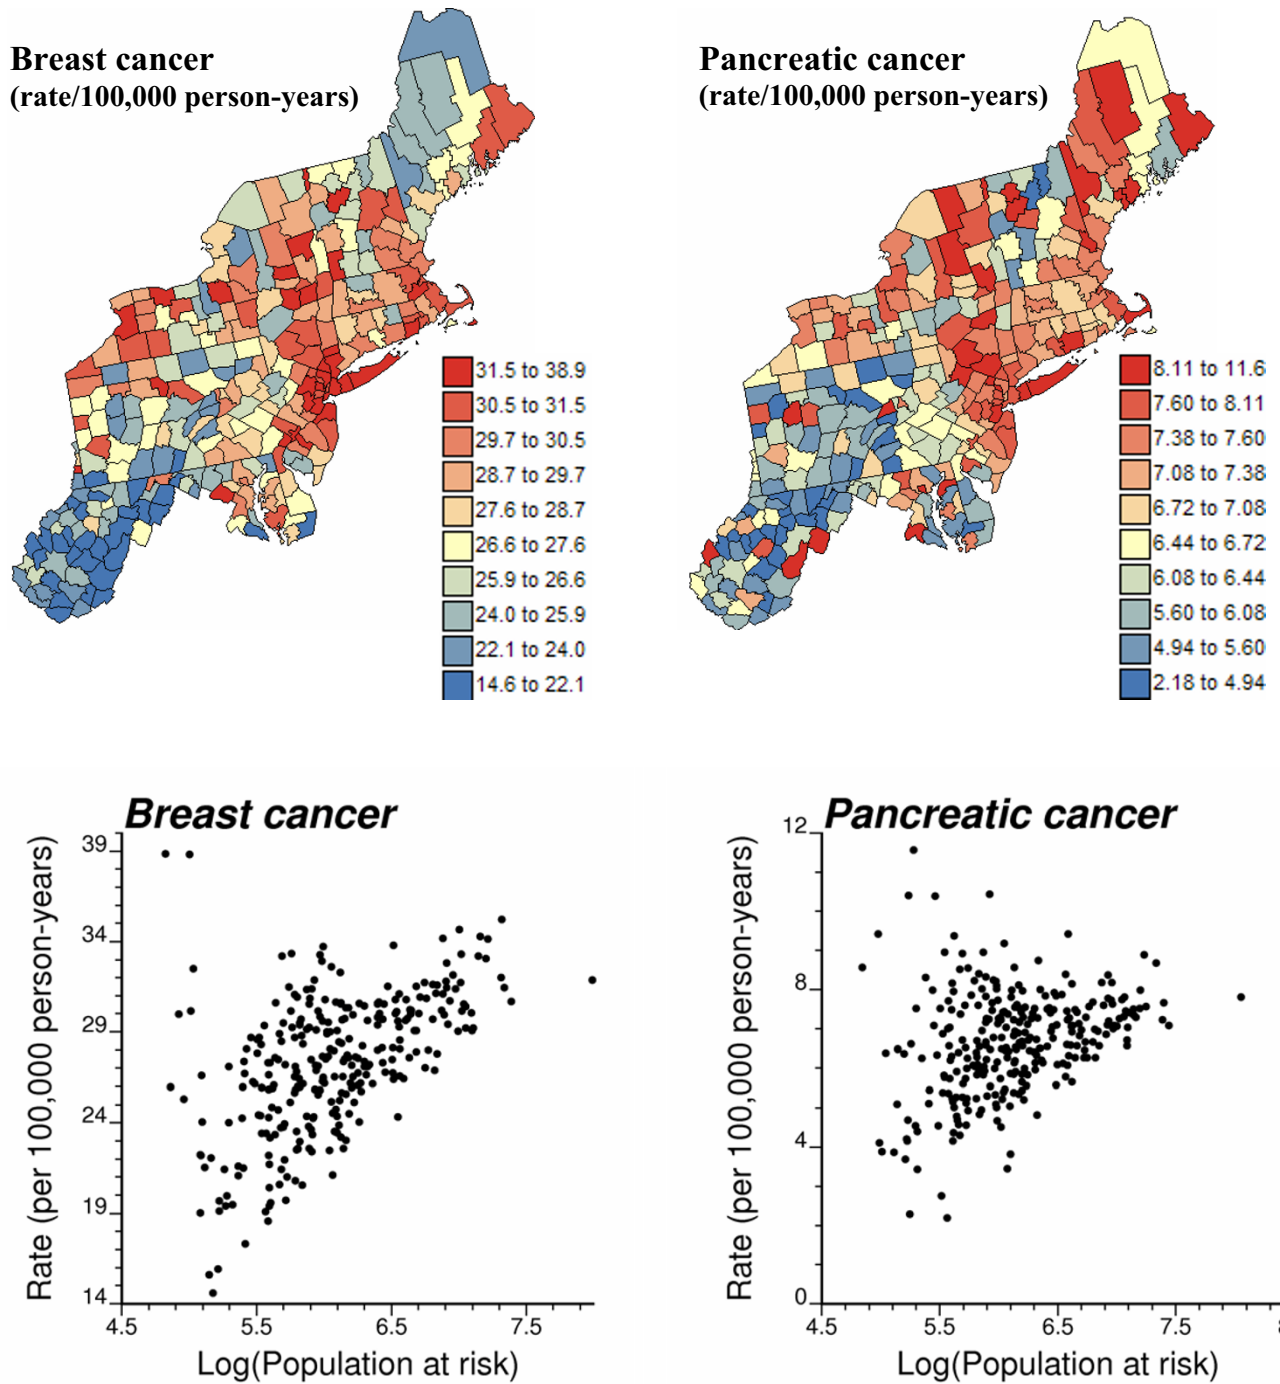 Breast cancer
(rate/100,000 person-years)
31.5 to 38.9
30.5 to 31.5
29.7 to 30.5
28.7 to 29.7
27.6 to 28.7
26.6 to 27.6
25.9 to 26.6
24.0 to 25.9
22.1 to 24.0
14.6 to 22.1
Pancreatic cancer
(rate/100,000 person-years)
8.11 to 11.6
7.60 to 8.11
7.38 to 7.60
7.08 to 7.38
6.72 to 7.08
6.44 to 6.72
6.08 to 6.44
5.60 to 6.08
4.94 to 5.60
2.18 to 4.94
Breast cancer
Rate (per 100,000 person-years)
39
34
29
24
19
14
4.5 5.5 6.5 7.5
Log(Population at risk)
Pancreatic cancer
Rate (per 100,000 person-years)
12
8
4
0
4.5 5.5 6.5 7.5
Log(Population at risk)